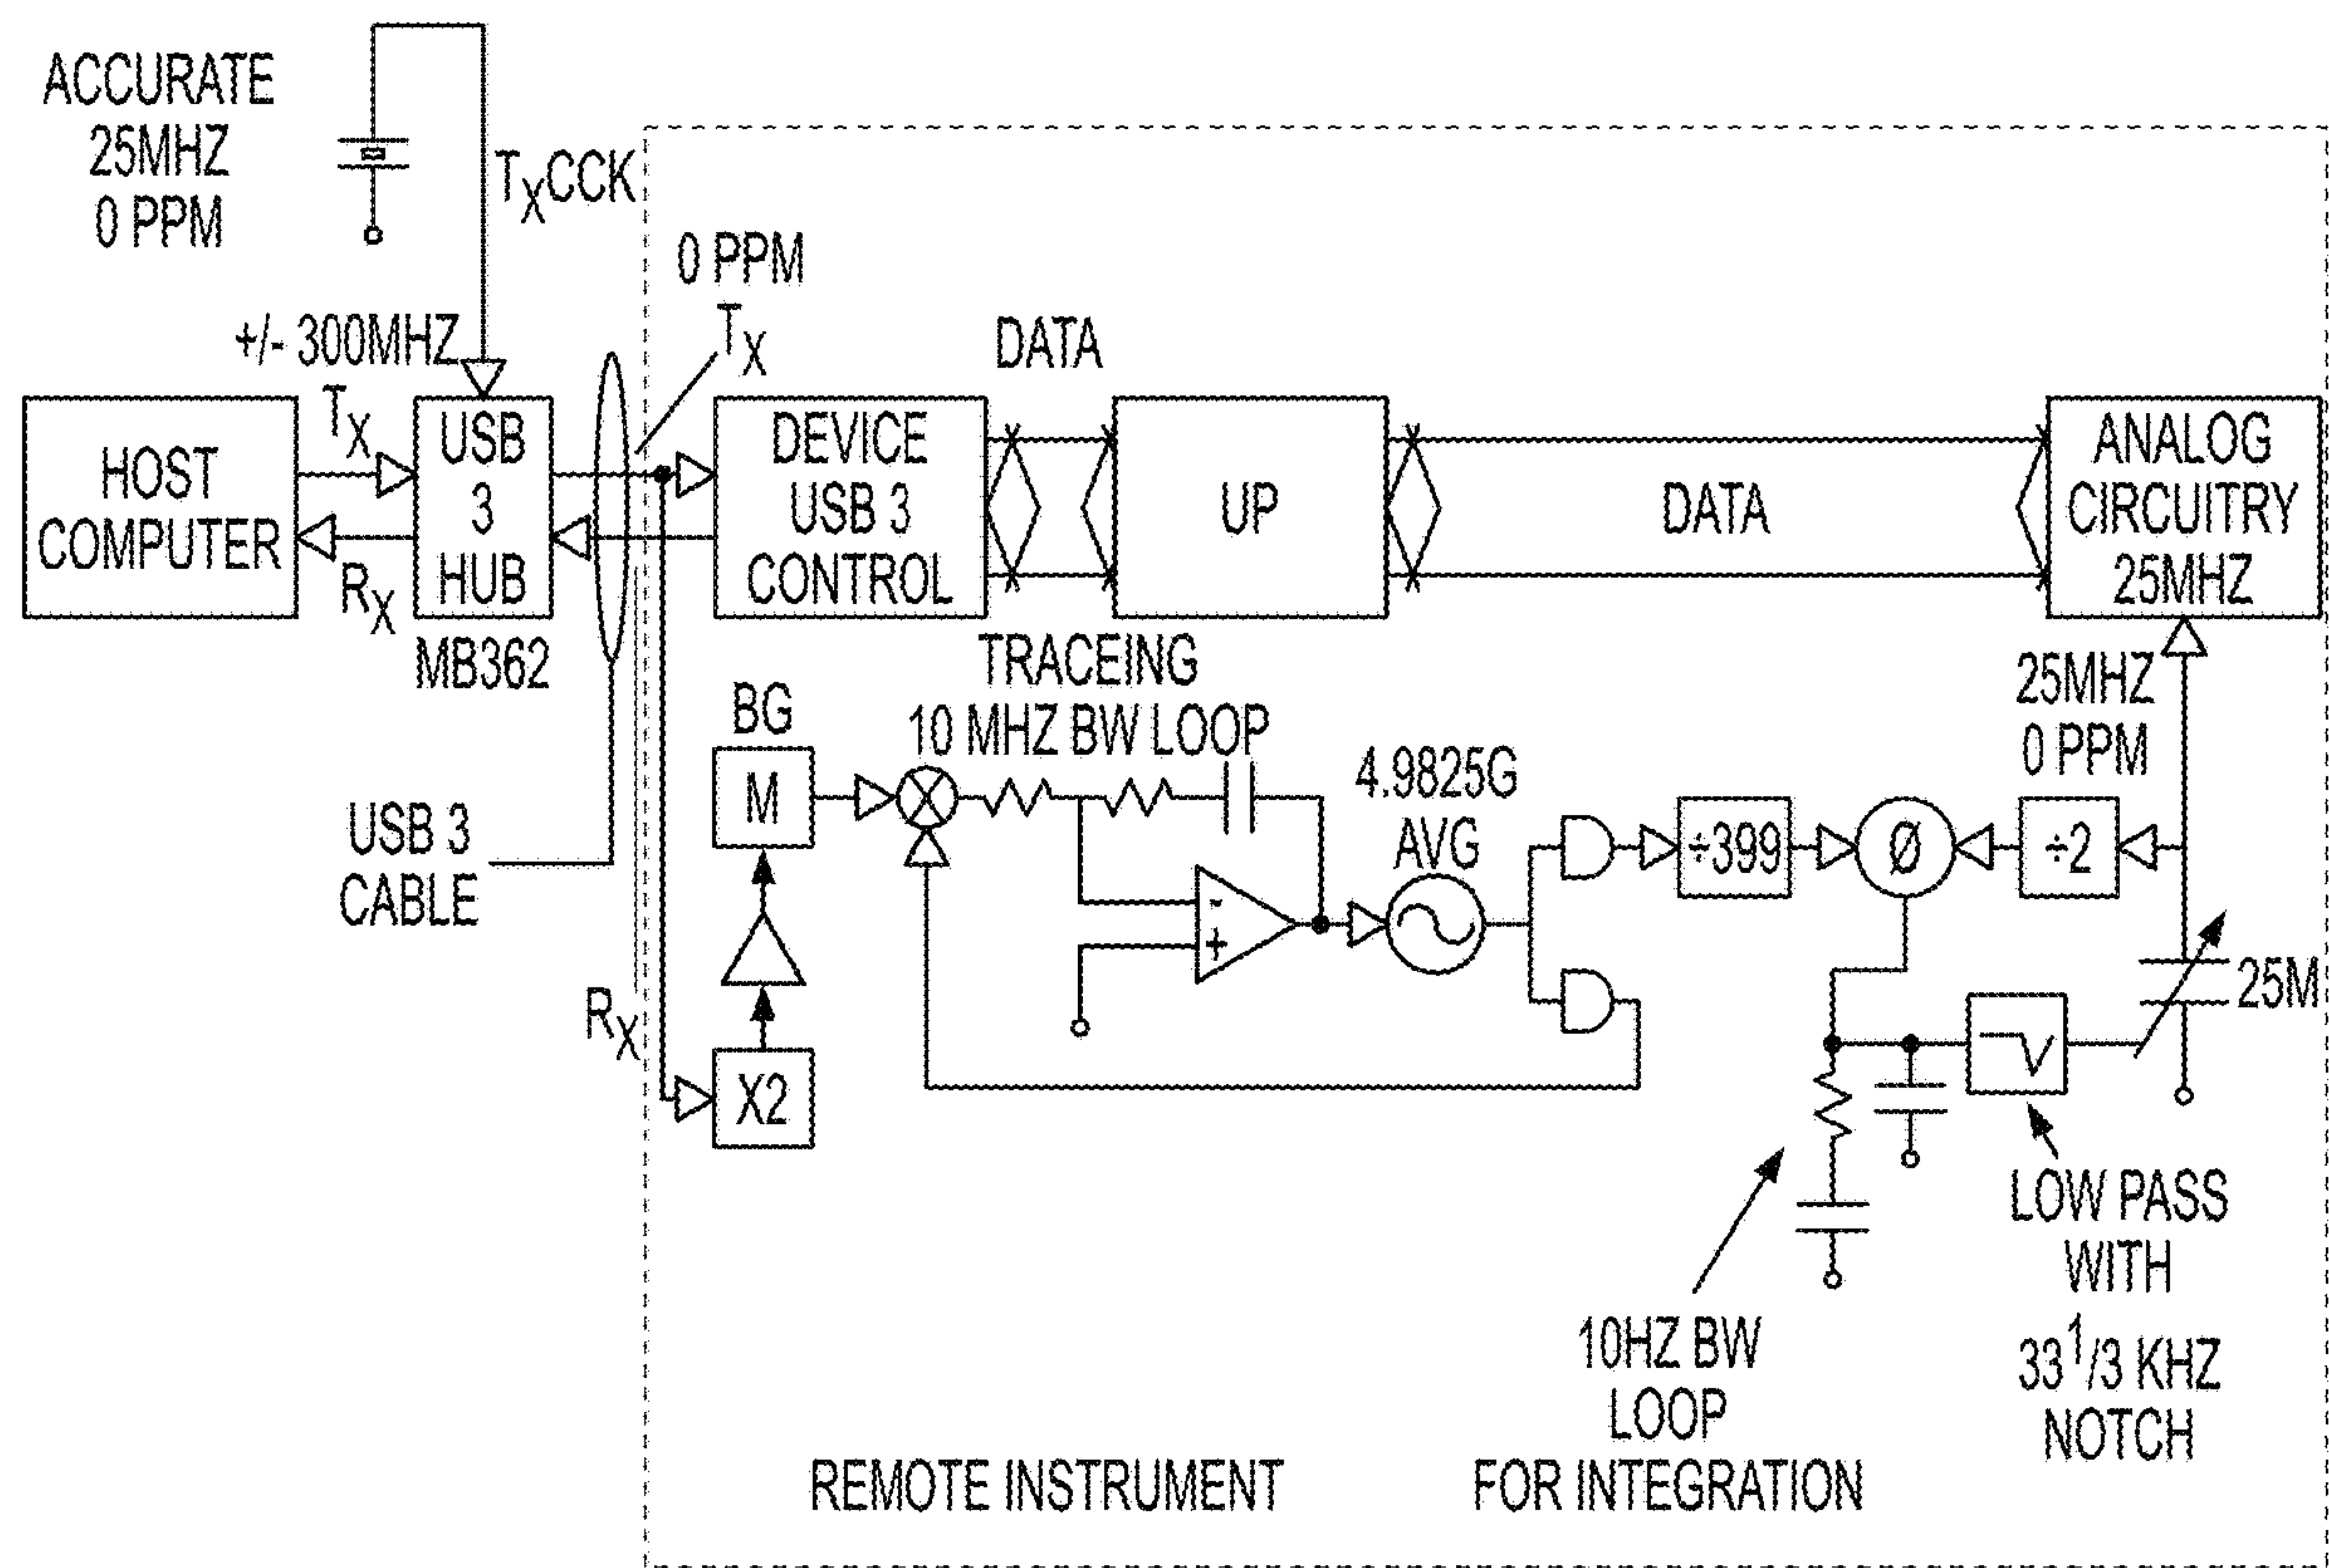 ACCURATE
25MHZ
0 PPM
TXCCK
0 PPM
TX
+/- 300MHZ
TX
HOST
COMPUTER
RX
USB
3
HUB
MB362
DEVICE
USB 3
CONTROL
DATA
UP
DATA
ANALOG
CIRCUITRY
25MHZ
25MHZ
0 PPM
TRACEING
10 MHZ BW LOOP
BG
M
4.9825G
AVG
÷399
Ø
÷2
-
+
USB 3
CABLE
RX
X2
25M
LOW PASS
WITH
33 1/3 KHZ
NOTCH
10HZ BW
LOOP
FOR INTEGRATION
REMOTE INSTRUMENT